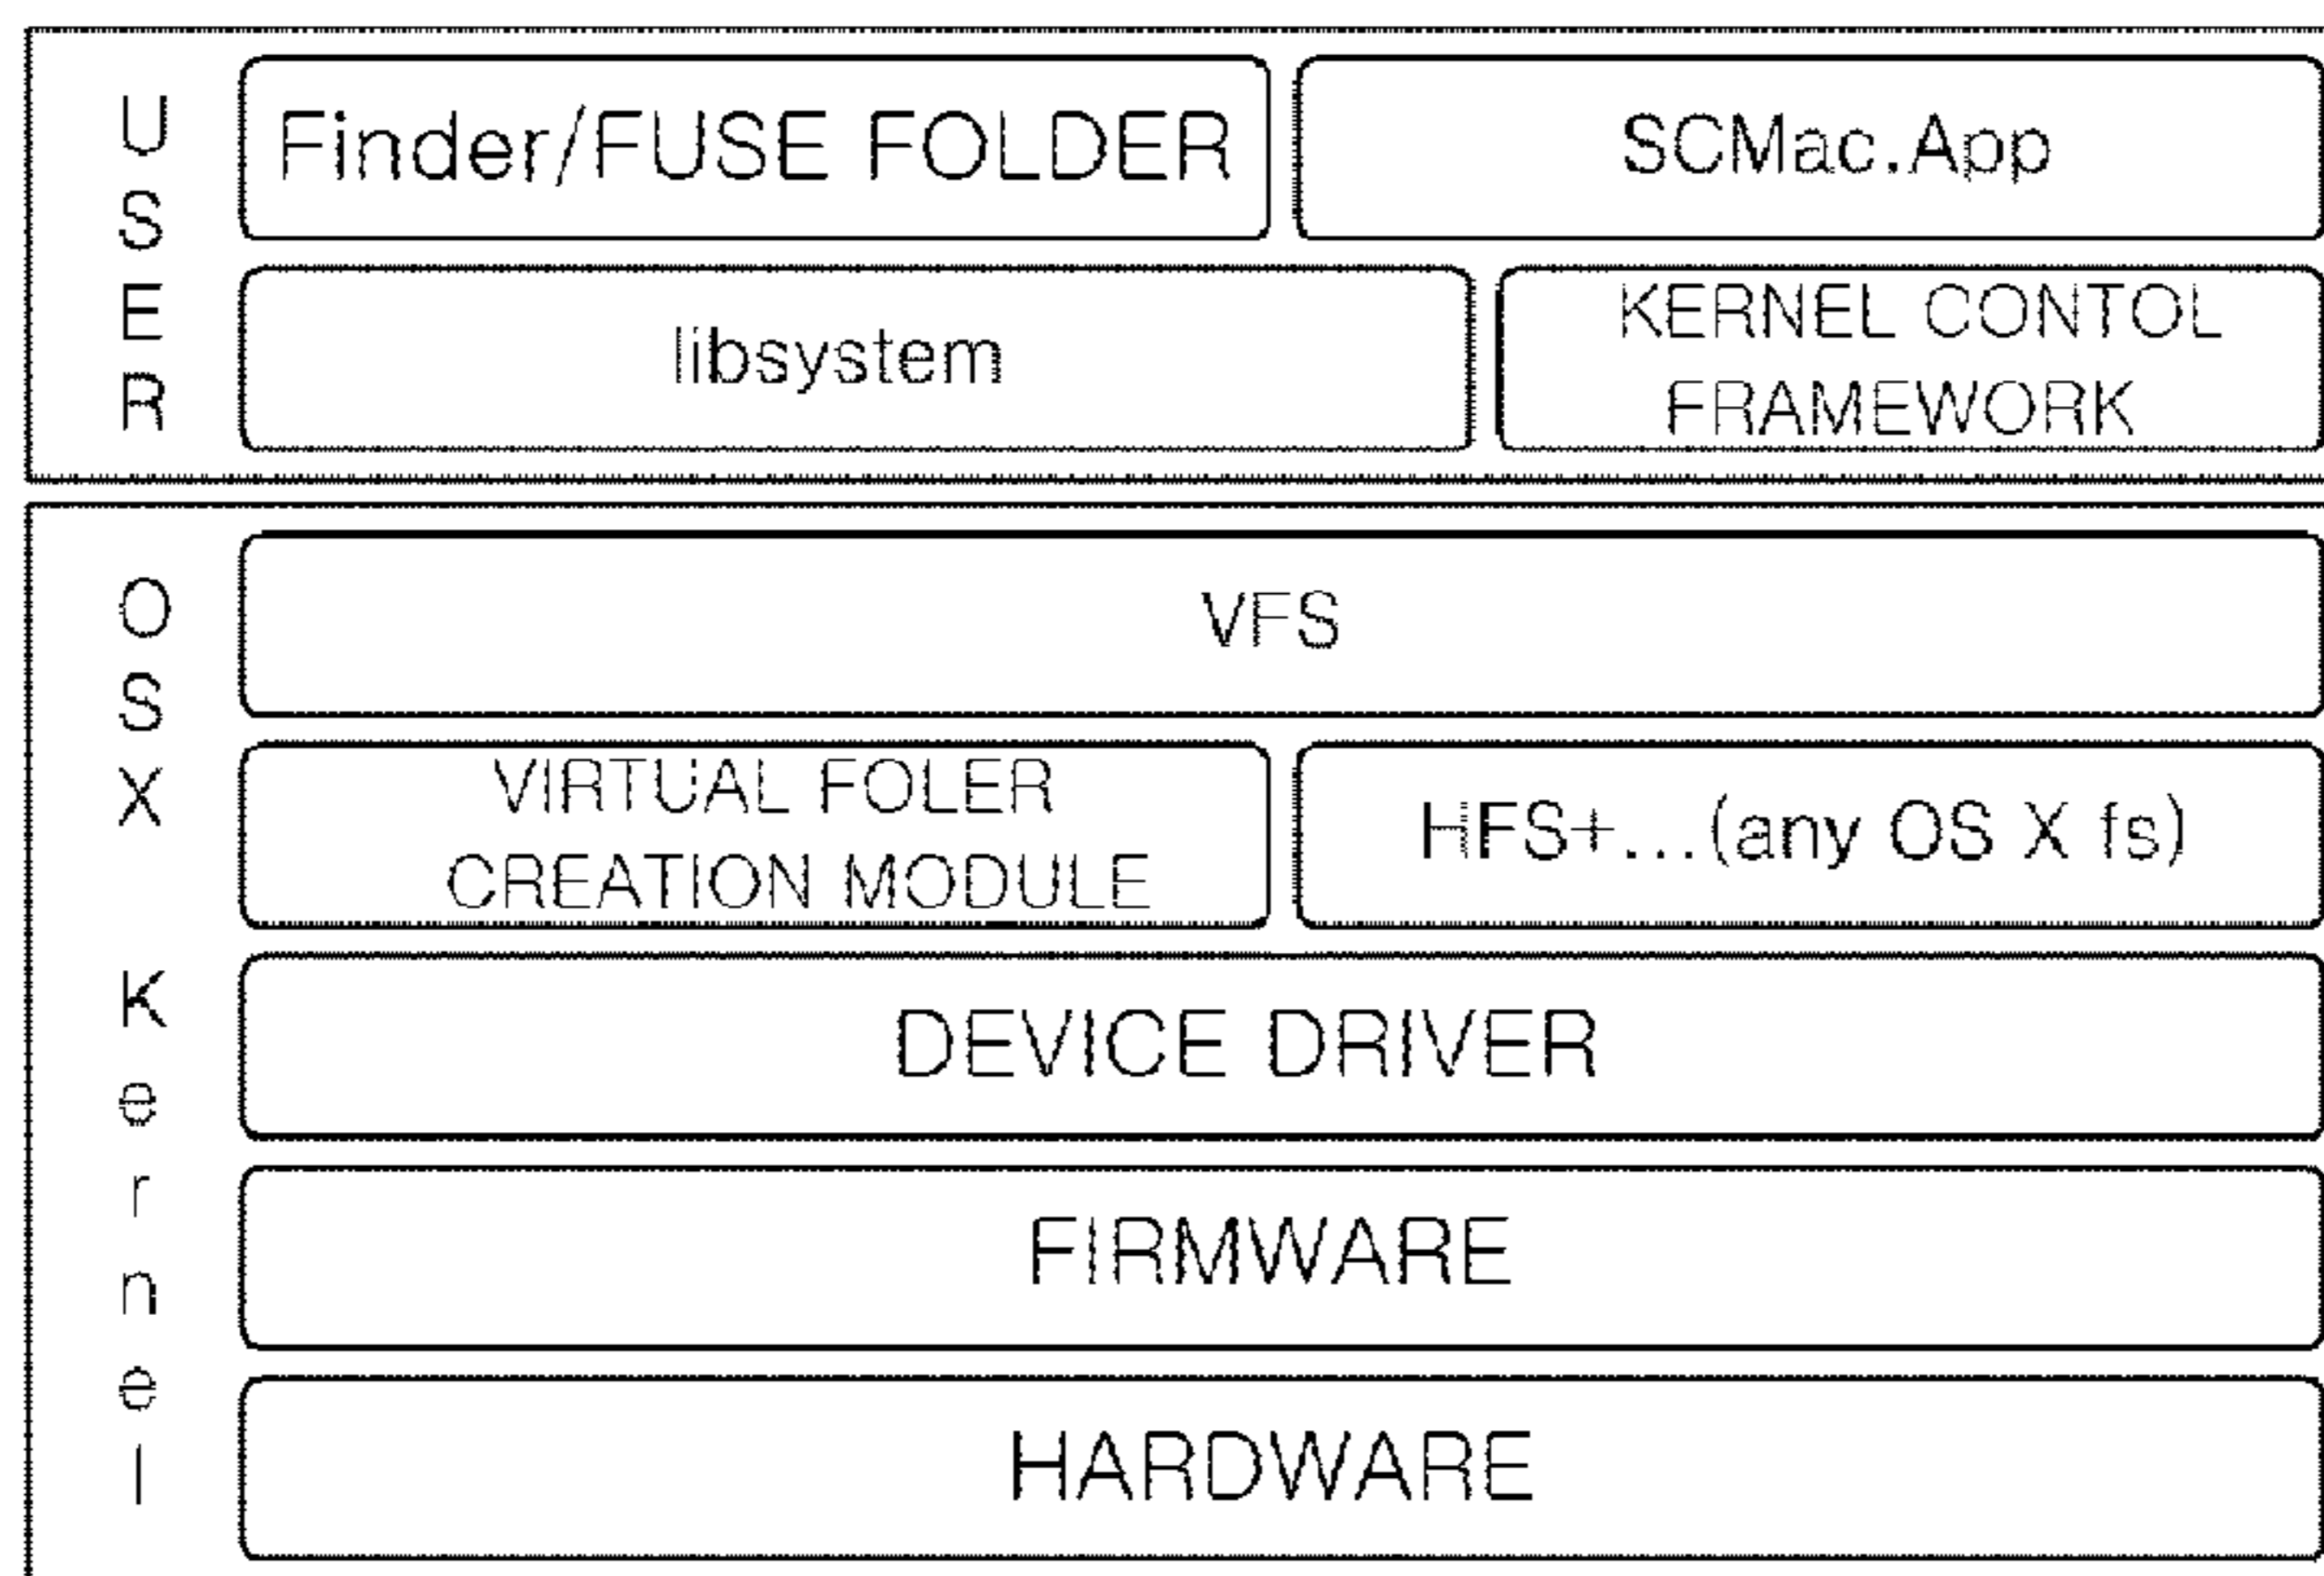 USER
Finder/FUSE FOLDER
SCMac.App
libsystem
KERNEL CONTOL
FRAMEWORK
OSX Kernel
VFS
VIRTUAL FOLER
CREATION MODULE
HFS+...(any OS X fs)
DEVICE DRIVER
FIRMWARE
HARDWARE